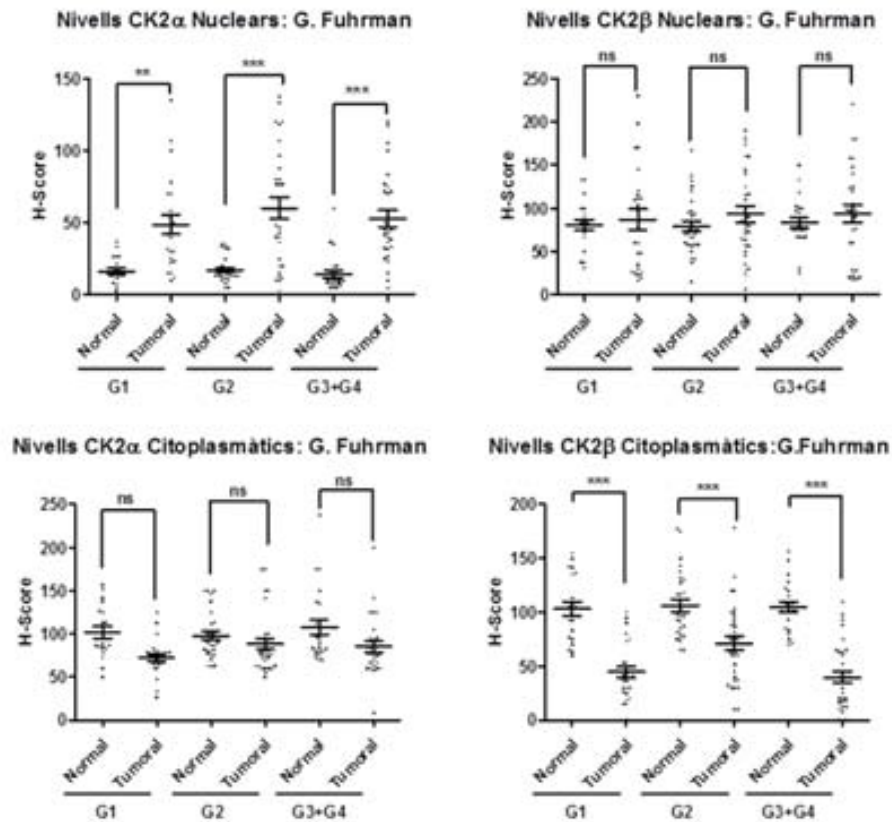 Nivells CK2α Nuclears: G. Fuhrman
Nivells CK2β Nuclears: G. Fuhrman
** *** ***
ns ns ns
H-Score
150
100
50
0
H-Score
250
200
150
100
50
0
Normal Tumoral Normal Tumoral Normal Tumoral
G1 G2 G3+G4
Normal Tumoral Normal Tumoral Normal Tumoral
G1 G2 G3+G4
Nivells CK2α Citoplasmàtics: G. Fuhrman
Nivells CK2β Citoplasmàtics:G.Fuhrman
ns ns ns
*** *** ***
H-Score
250
200
150
100
50
0
H-Score
200
150
100
50
0
Normal Tumoral Normal Tumoral Normal Tumoral
G1 G2 G3+G4
Normal Tumoral Normal Tumoral Normal Tumoral
G1 G2 G3+G4